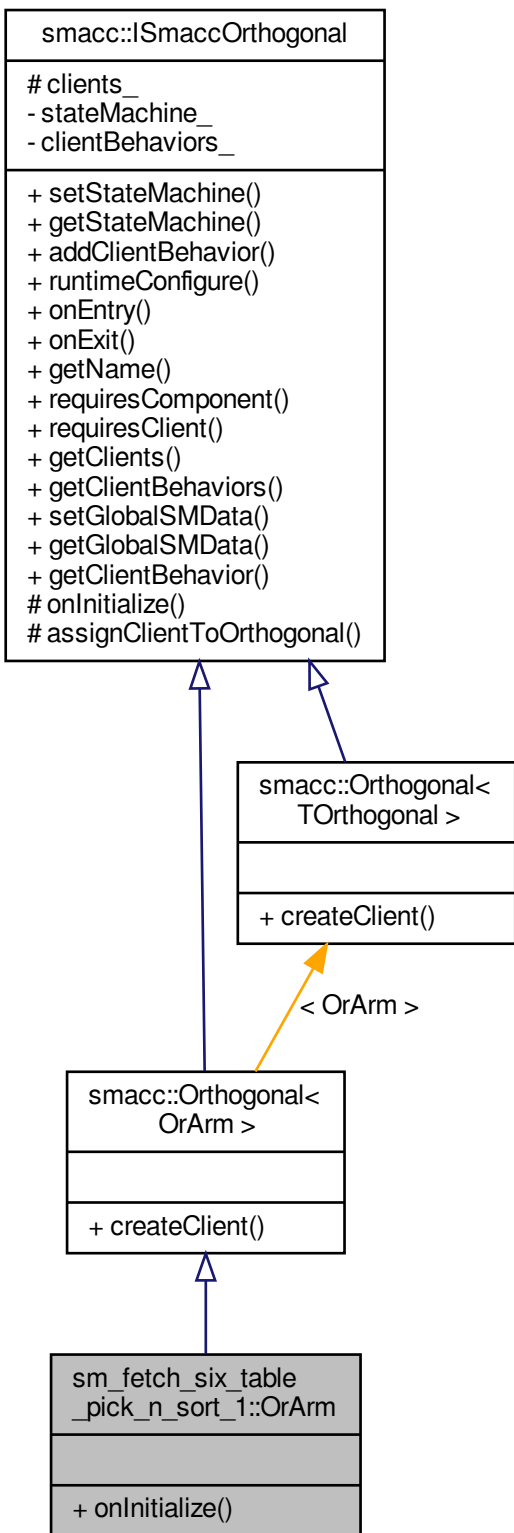 smacc::ISmaccOrthogonal
# clients_
- stateMachine_
- clientBehaviors_
+ setStateMachine()
+ getStateMachine()
+ addClientBehavior()
+ runtimeConfigure()
+ onEntry()
+ onExit()
+ getName()
+ requiresComponent()
+ requiresClient()
+ getClients()
+ getClientBehaviors()
+ setGlobalSMData()
+ getGlobalSMData()
+ getClientBehavior()
# onInitialize()
# assignClientToOrthogonal()
smacc::Orthogonal<
TOrthogonal >
+ createClient()
< OrArm >
smacc::Orthogonal<
OrArm >
+ createClient()
sm_fetch_six_table
_pick_n_sort_1::OrArm
+ onInitialize()